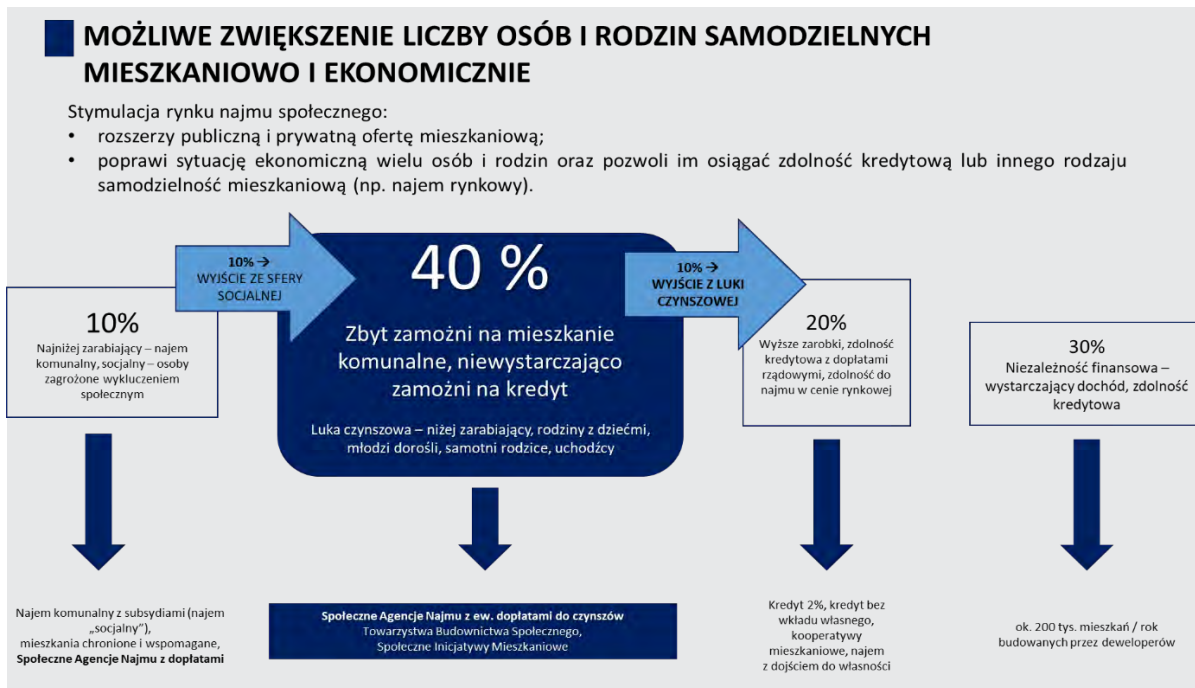 MOŻLIWE ZWIĘKSZENIE LICZBY OSÓB I RODZIN SAMODZIELNYCH
MIESZKANIOWO I EKONOMICZNIE
Stymulacja rynku najmu społecznego:
• rozszerzy publiczną i prywatną ofertę mieszkaniową;
• poprawi sytuację ekonomiczną wielu osób i rodzin oraz pozwoli im osiągać zdolność kredytową lub innego rodzaju
samodzielność mieszkaniową (np. najem rynkowy).
10% →
WYJŚCIE ZE SFERY
SOCJALNEJ
40 %
10% →
WYJŚCIE Z LUKI
CZYNSZOWEJ
10%
Najniżej zarabiający – najem
komunalny, socjalny – osoby
zagrożone wykluczeniem
społecznym
Zbyt zamożni na mieszkanie
komunalne, niewystarczająco
zamożni na kredyt
Luka czynszowa – niżej zarabiający, rodziny z dziećmi,
młodzi dorośli, samotni rodzice, uchodźcy
20%
Wyższe zarobki, zdolność
kredytowa z dopłatami
rządowymi, zdolność do
najmu w cenie rynkowej
30%
Niezależność finansowa –
wystarczający dochód, zdolność
kredytowa
Najem komunalny z subsydiami (najem
„socjalny”),
mieszkania chronione i wspomagane,
Społeczne Agencje Najmu z dopłatami
Społeczne Agencje Najmu z ew. dopłatami do czynszów
Towarzystwa Budownictwa Społecznego,
Społeczne Inicjatywy Mieszkaniowe
Kredyt 2%, kredyt bez
wkładu własnego,
kooperatywy
mieszkaniowe, najem
z dojściem do własności
ok. 200 tys. mieszkań / rok
budowanych przez deweloperów